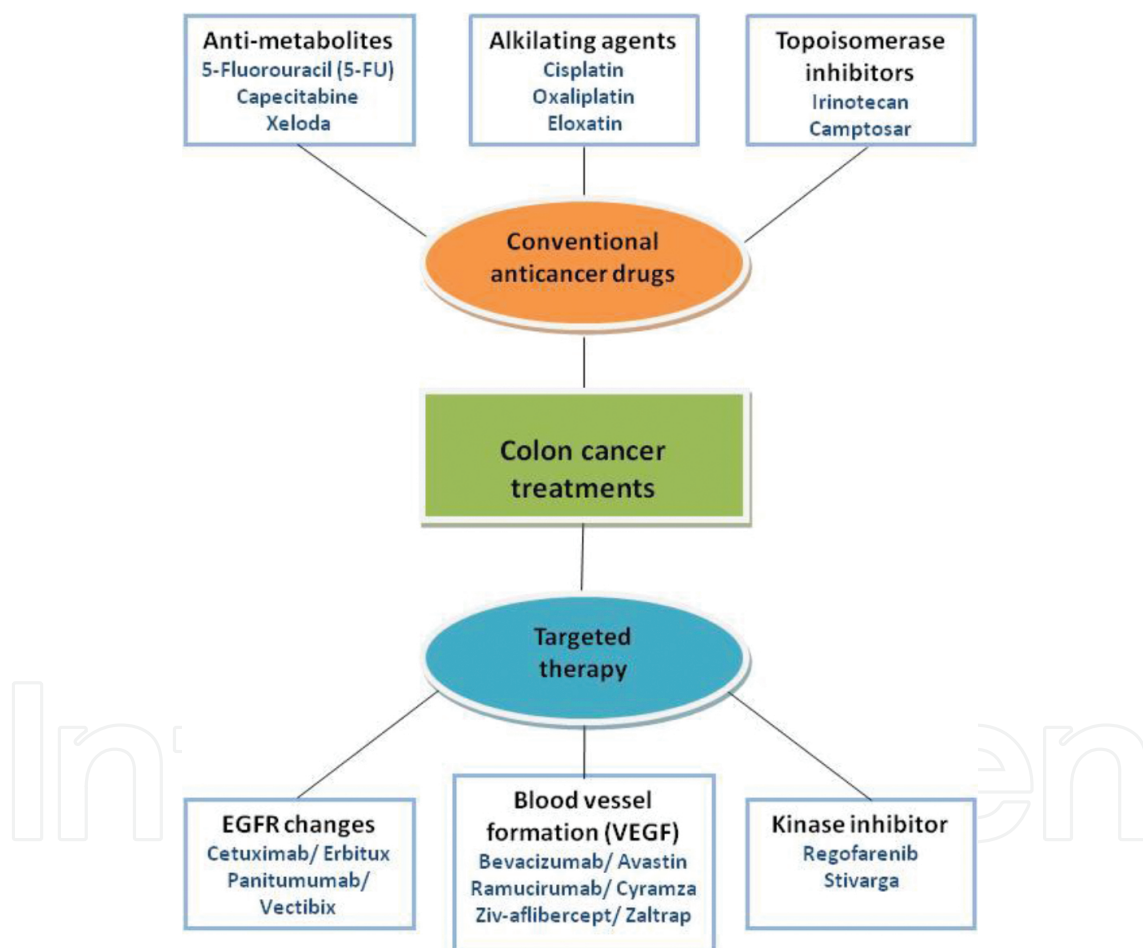 Anti-metabolites
5-Fluorouracil (5-FU)
Capecitabine
Xeloda
Alkilating agents
Cisplatin
Oxaliplatin
Eloxatin
Topoisomerase
inhibitors
Irinotecan
Camptosar
Conventional
anticancer drugs
Colon cancer
treatments
Targeted
therapy
EGFR changes
Cetuximab/ Erbitux
Panitumumab/
Vectibix
Blood vessel
formation (VEGF)
Bevacizumab/ Avastin
Ramucirumab/ Cyramza
Ziv-aflibercept/ Zaltrap
Kinase inhibitor
Regofarenib
Stivarga